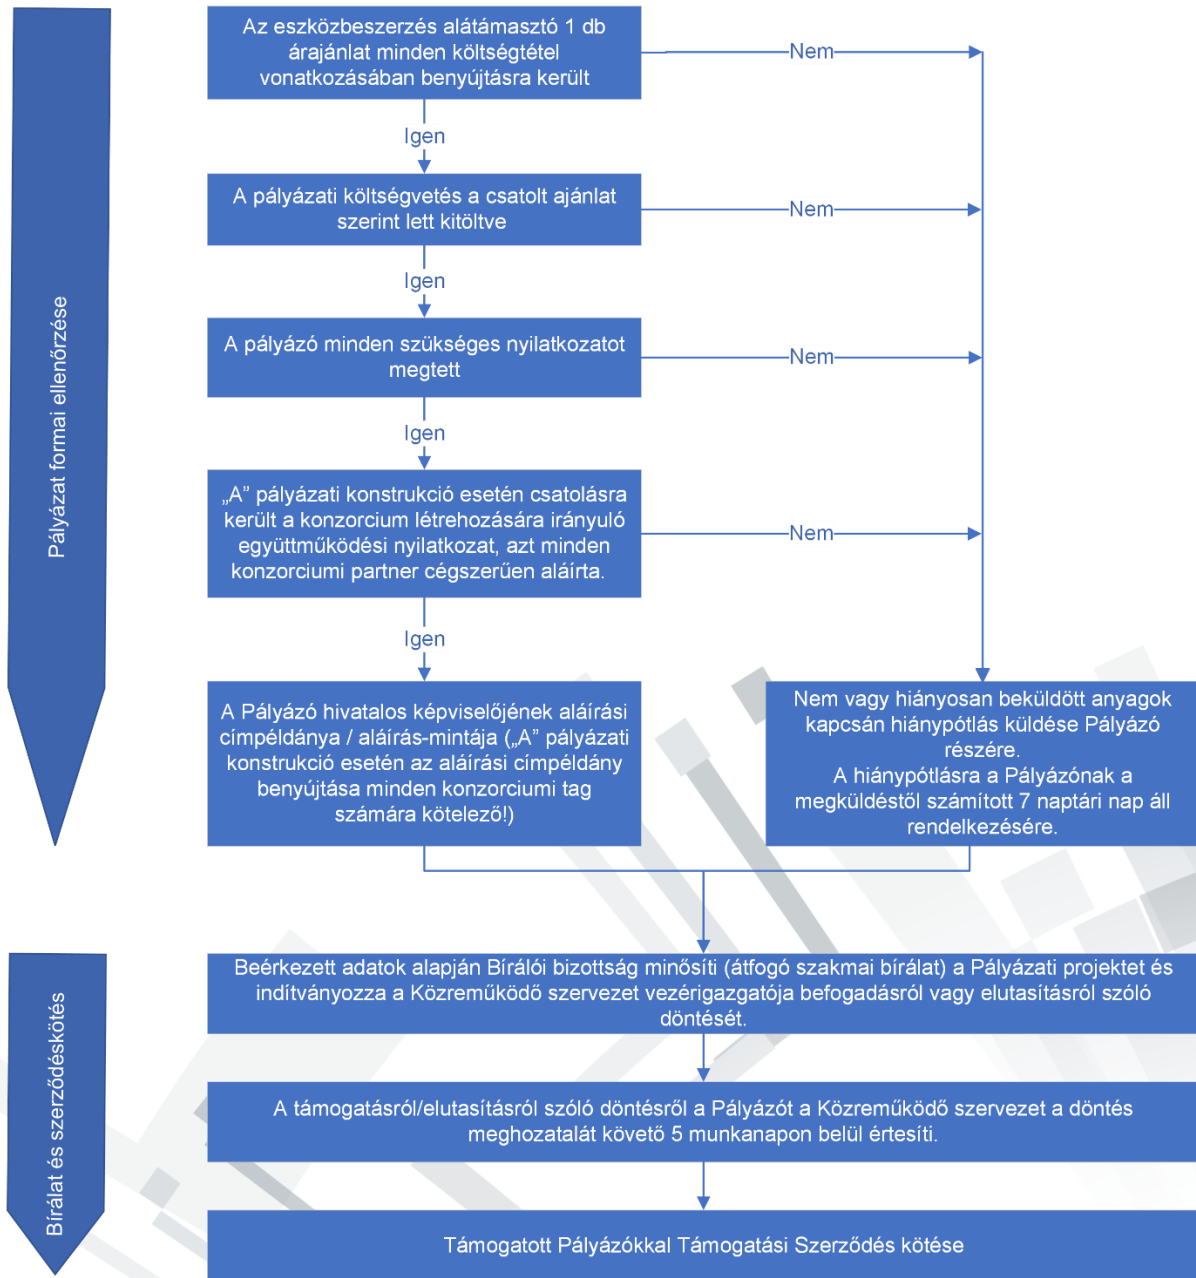 Pályázat formai ellenőrzése
Az eszközbeszerzés alátámasztó 1 db
árajánlat minden költségtétel
vonatkozásában benyújtásra került
Nem
Igen
A pályázati költségvetés a csatolt ajánlat
szerint lett kitöltve
Nem
Igen
A pályázó minden szükséges nyilatkozatot
megtett
Nem
Igen
„A” pályázati konstrukció esetén csatolásra
került a konzorcium létrehozására irányuló
együttműködési nyilatkozat, azt minden
konzorciumi partner cégszerűen aláírta.
Nem
Igen
A Pályázó hivatalos képviselőjének aláírási
címpéldánya / aláírás-mintája („A” pályázati
konstrukció esetén az aláírási címpéldány
benyújtása minden konzorciumi tag
számára kötelező!)
Nem vagy hiányosan beküldött anyagok
kapcsán hiánypótlás küldése Pályázó
részére.
A hiánypótlásra a Pályázónak a
megküldéstől számított 7 naptári nap áll
rendelkezésére.
Bírálat és szerződéskötés
Beérkezett adatok alapján Bírálói bizottság minősíti (átfogó szakmai bírálat) a Pályázati projektet és
indítványozza a Közreműködő szervezet vezérigazgatója befogadásról vagy elutasításról szóló
döntését.
A támogatásról/elutasításról szóló döntésről a Pályázót a Közreműködő szervezet a döntés
meghozatalát követő 5 munkanapon belül értesíti.
Támogatott Pályázókkal Támogatási Szerződés kötése